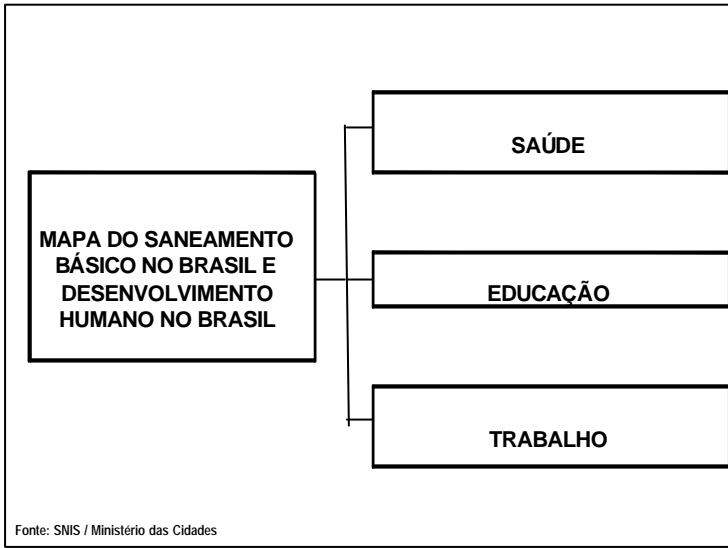 MAPA DO SANEAMENTO
BÁSICO NO BRASIL E
DESENVOLVIMENTO
HUMANO NO BRASIL
SAÚDE
EDUCAÇÃO
TRABALHO
Fonte: SNIS / Ministério das Cidades